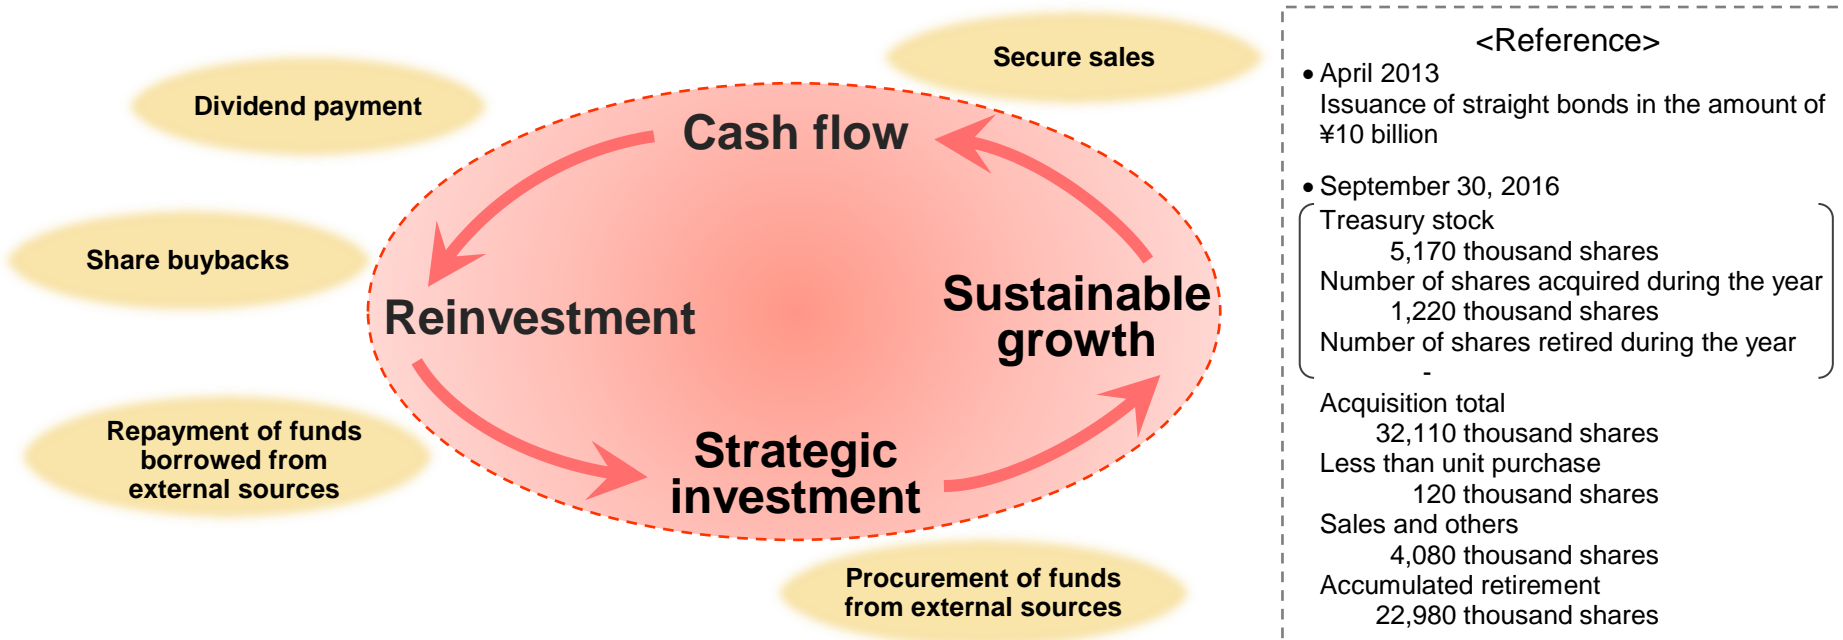 Secure sales
Dividend payment
Cash flow
Share buybacks
Reinvestment
Sustainable
growth
Repayment of funds
borrowed from
external sources
Strategic
investment
Procurement of funds
from external sources
<Reference>
• April 2013
Issuance of straight bonds in the amount of
¥10 billion
• September 30, 2016
Treasury stock
5,170 thousand shares
Number of shares acquired during the year
1,220 thousand shares
Number of shares retired during the year
-
Acquisition total
32,110 thousand shares
Less than unit purchase
120 thousand shares
Sales and others
4,080 thousand shares
Accumulated retirement
22,980 thousand shares